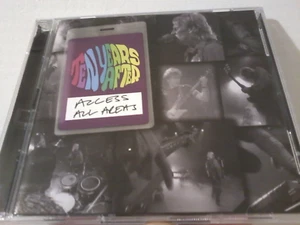 TEN YEARS
AFTER
ACCESS
ALL AREAS